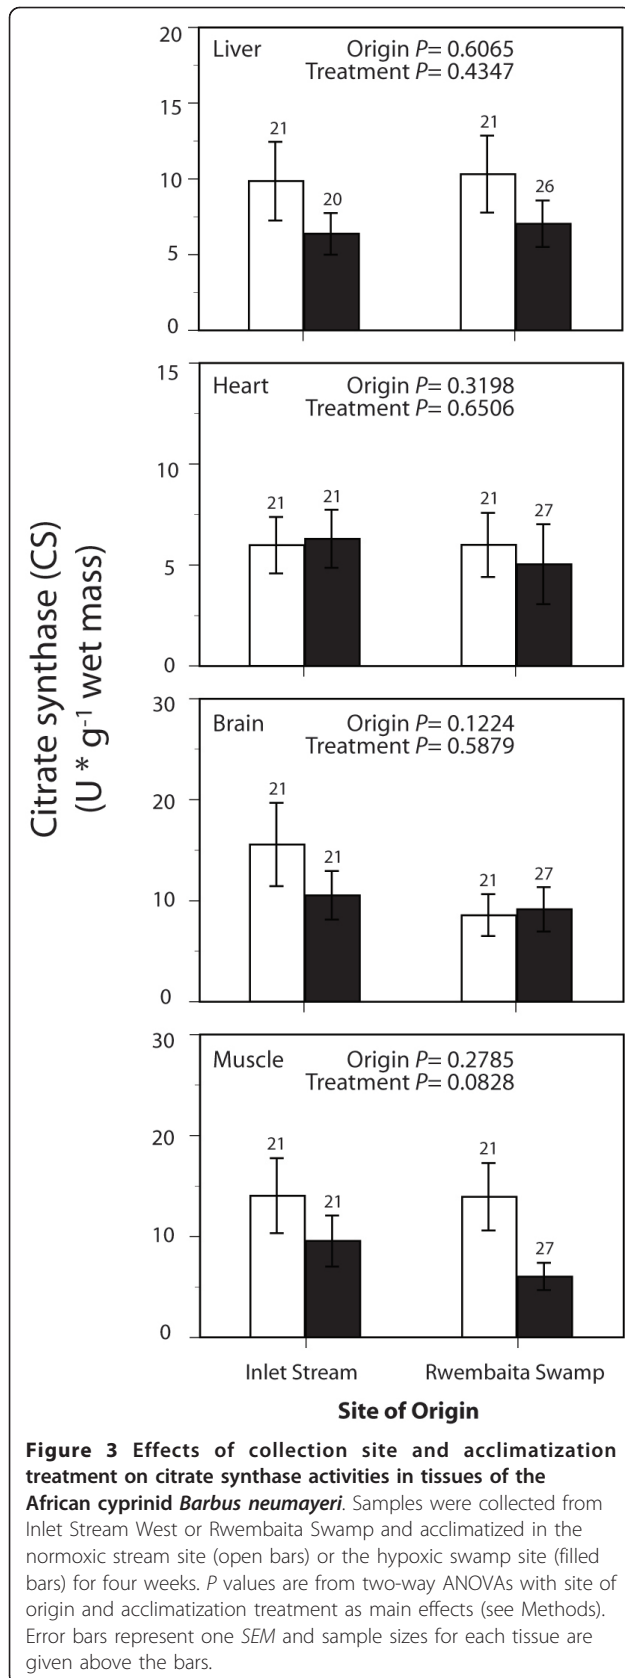 20
Liver
Origin P= 0.6065
Treatment P= 0.4347
15
21
21
20
26
10
5
0
15
Heart
Origin P= 0.3198
Treatment P= 0.6506
10
21
21
21
27
5
0
Citrate synthase (CS)
(U * g-1 wet mass)
30
Brain
Origin P= 0.1224
Treatment P= 0.5879
20
21
21
21
27
10
0
30
Muscle
Origin P= 0.2785
Treatment P= 0.0828
20
21
21
21
27
10
0
Inlet Stream
Rwembaita Swamp
Site of Origin
Figure 3 Effects of collection site and acclimatization
treatment on citrate synthase activities in tissues of the
African cyprinid Barbus neumayeri. Samples were collected from
Inlet Stream West or Rwembaita Swamp and acclimatized in the
normoxic stream site (open bars) or the hypoxic swamp site (filled
bars) for four weeks. P values are from two-way ANOVAs with site of
origin and acclimatization treatment as main effects (see Methods).
Error bars represent one SEM and sample sizes for each tissue are
given above the bars.